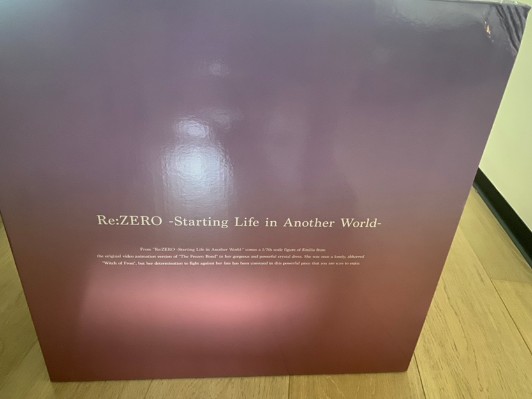 Re:ZERO -Starting Life in Another World-
From "Re:ZERO -Starting Life in Another World-" comes a 1/7th scale figure of Emilia from
the original video animation version of "The Frozen Bond" in her gorgeous and powerful crystal dress. She was once a lonely,
"Witch of Frost", but her determination to fight against her fate has been conveyed in this powerful piece that you are sure to